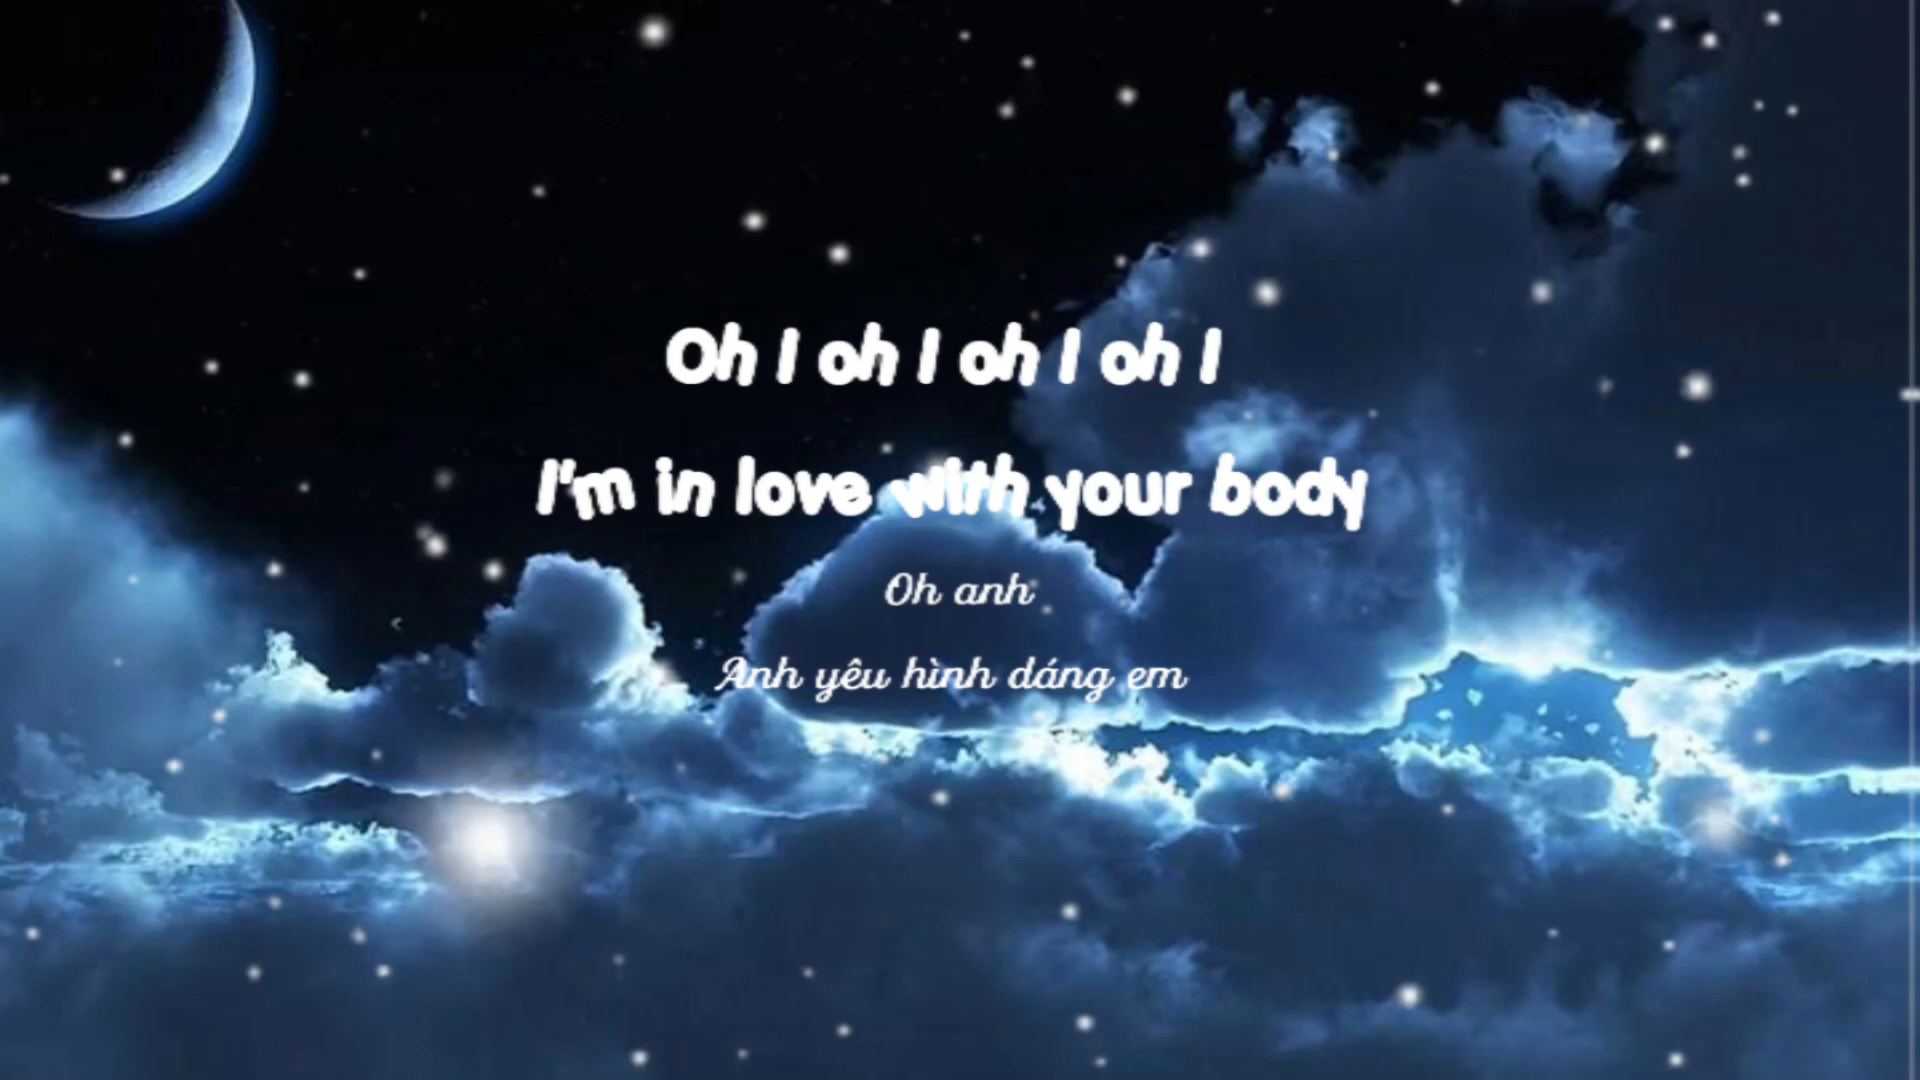 Oh I oh I oh I oh I
I'm in love with your body
Oh anh
Anh yêu hình dáng em